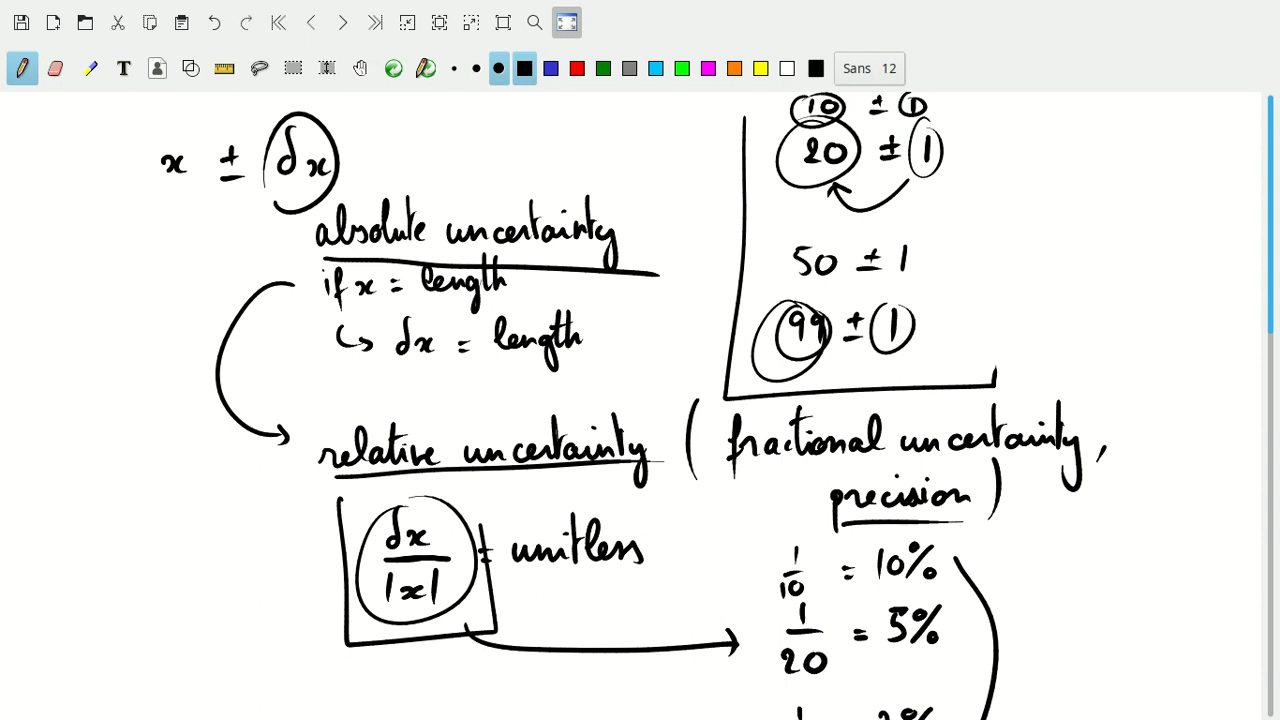 T
Sans 12
x ± δx
absolute uncertainty
if x = length
↳ δx = length
10 ± 1
20 ± 1
50 ± 1
99 ± 1
relative uncertainty ( fractional uncertainty,
precision )
δx / |x| = unitless
1/10 = 10%
1/20 = 5%